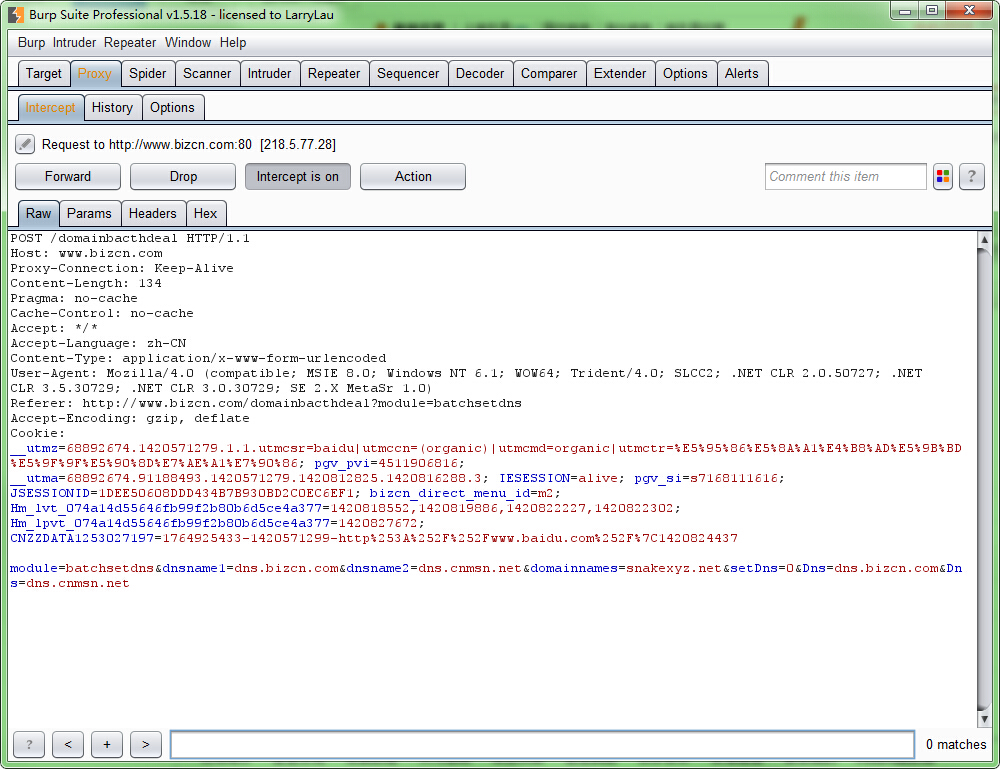 Burp Suite Professional v1.5.18 - licensed to LarryLau
Burp Intruder Repeater Window Help
Target Proxy Spider Scanner Intruder Repeater Sequencer Decoder Comparer Extender Options Alerts
Intercept History Options
Request to http://www.bizcn.com:80 [218.5.77.28]
Forward Drop Intercept is on Action Comment this item ?
Raw Params Headers Hex
POST /domainbacthdeal HTTP/1.1
Host: www.bizcn.com
Proxy-Connection: Keep-Alive
Content-Length: 134
Pragma: no-cache
Cache-Control: no-cache
Accept: */*
Accept-Language: zh-CN
Content-Type: application/x-www-form-urlencoded
User-Agent: Mozilla/4.0 (compatible; MSIE 8.0; Windows NT 6.1; WOW64; Trident/4.0; SLCC2; .NET CLR 2.0.50727; .NET
CLR 3.5.30729; .NET CLR 3.0.30729; SE 2.X MetaSr 1.0)
Referer: http://www.bizcn.com/domainbacthdeal?module=batchsetdns
Accept-Encoding: gzip, deflate
Cookie:
__utmz=68892674.1420571279.1.1.utmcsr=baidu|utmccn=(organic)|utmcmd=organic|utmctr=%E5%95%86%E5%8A%A1%E4%B8%AD%E5%9B%BD
%E5%9F%9F%E5%90%8D%E7%AE%A1%E7%90%86; pgv_pvi=4511906816;
__utma=68892674.91188493.1420571279.1420812825.1420816288.3; IESESSION=alive; pgv_si=s7168111616;
JSESSIONID=1DEE50608DDD434B7B930BD2C0EC6EF1; bizcn_direct_menu_id=m2;
Hm_lvt_074a14d55646fb99f2b80b6d5ce4a377=1420818552,1420819886,1420822227,1420822302;
Hm_lpvt_074a14d55646fb99f2b80b6d5ce4a377=1420827672;
CNZZDATA1253027197=1764925433-1420571299-http%253A%252F%252Fwww.baidu.com%252F%7C1420824437
module=batchsetdns&dnsname1=dns.bizcn.com&dnsname2=dns.cnmsn.net&domainnames=snakexyz.net&setDns=0&Dns=dns.bizcn.com&Dn
s=dns.cnmsn.net
? < + > 0 matches